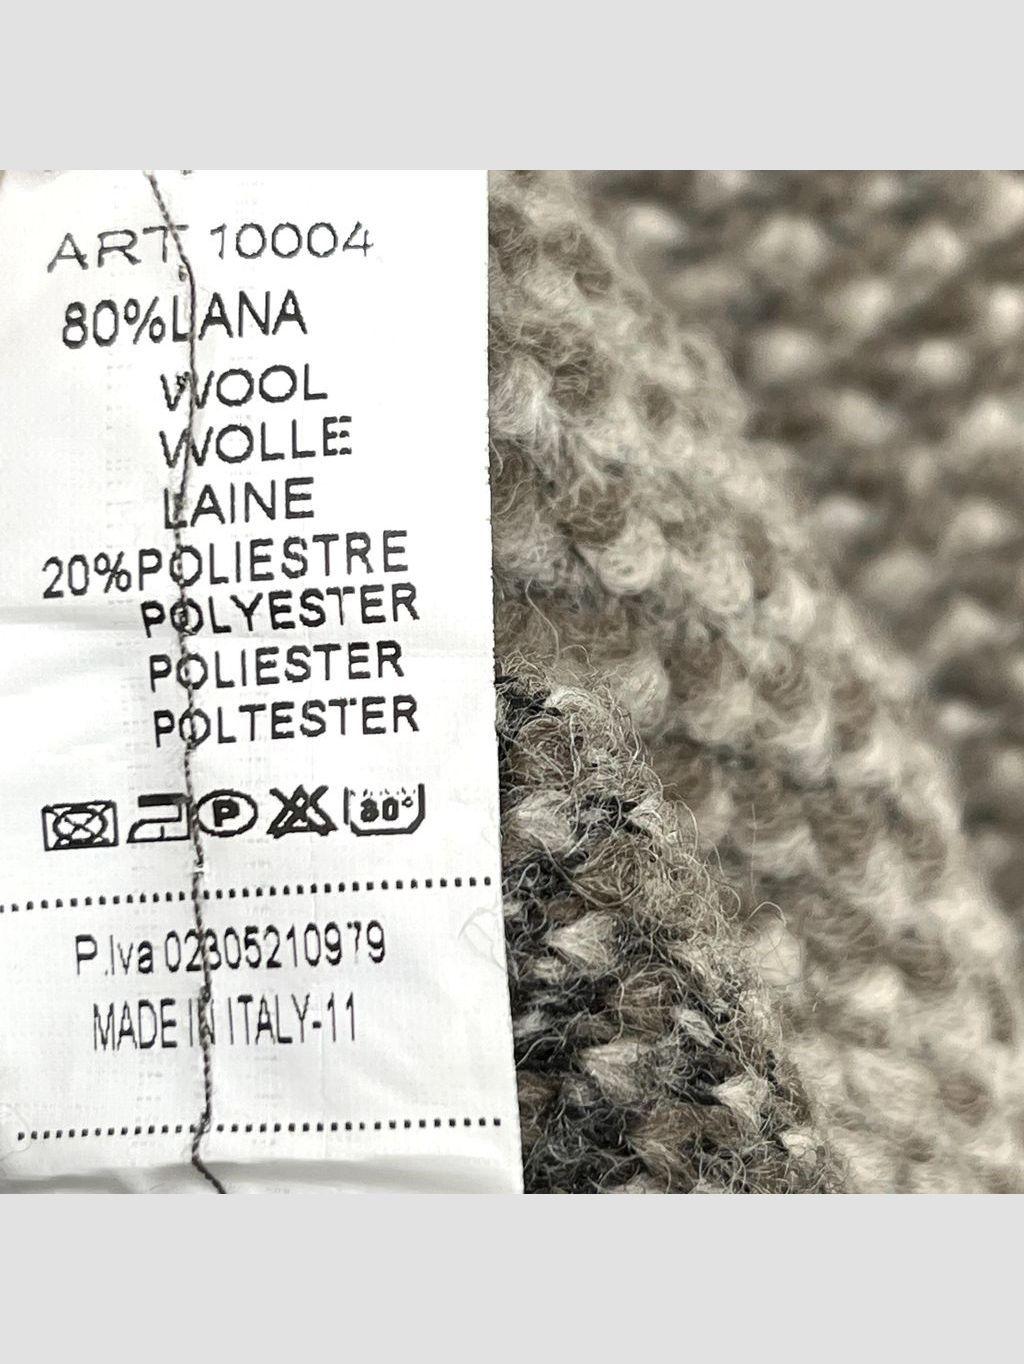 ART. 10004
80%LANA
WOOL
WOLLE
LAINE
20%POLIESTRE
POLYESTER
POLIESTER
POLTESTER
P 30°
P.Iva 02305210979
MADE IN ITALY-11